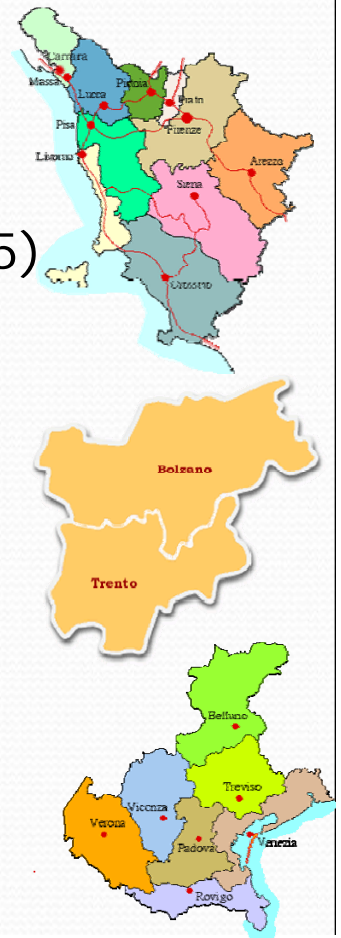 Carrara
Massa
Lucca
Pistoia
Prato
Pisa
Firenze
Livorno
Arezzo
Siena
5)
Grosseto
Bolzano
Trento
Belluno
Treviso
Vicenza
Verona
Padova
Venezia
Rovigo